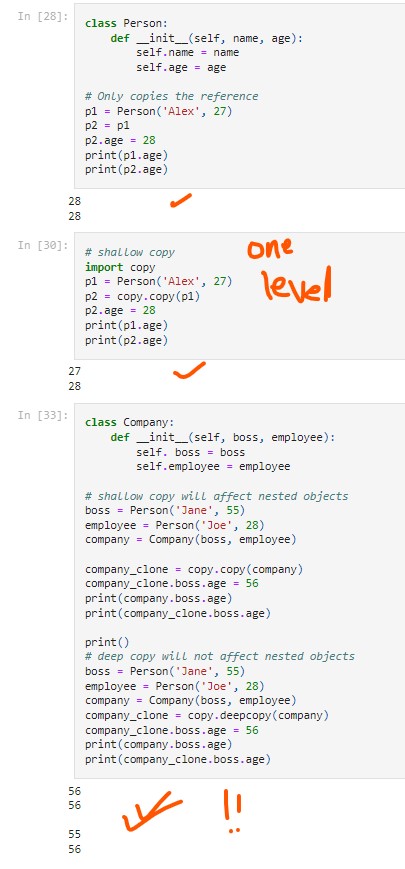 In [28]:
class Person:
    def __init__(self, name, age):
        self.name = name
        self.age = age

# Only copies the reference
p1 = Person('Alex', 27)
p2 = p1
p2.age = 28
print(p1.age)
print(p2.age)
28
28
In [30]:
# shallow copy
import copy
p1 = Person('Alex', 27)
p2 = copy.copy(p1)
p2.age = 28
print(p1.age)
print(p2.age)
one
level
27
28
In [33]:
class Company:
    def __init__(self, boss, employee):
        self. boss = boss
        self.employee = employee

# shallow copy will affect nested objects
boss = Person('Jane', 55)
employee = Person('Joe', 28)
company = Company(boss, employee)

company_clone = copy.copy(company)
company_clone.boss.age = 56
print(company.boss.age)
print(company_clone.boss.age)

print()
# deep copy will not affect nested objects
boss = Person('Jane', 55)
employee = Person('Joe', 28)
company = Company(boss, employee)
company_clone = copy.deepcopy(company)
company_clone.boss.age = 56
print(company.boss.age)
print(company_clone.boss.age)
56
56
!!
55
56